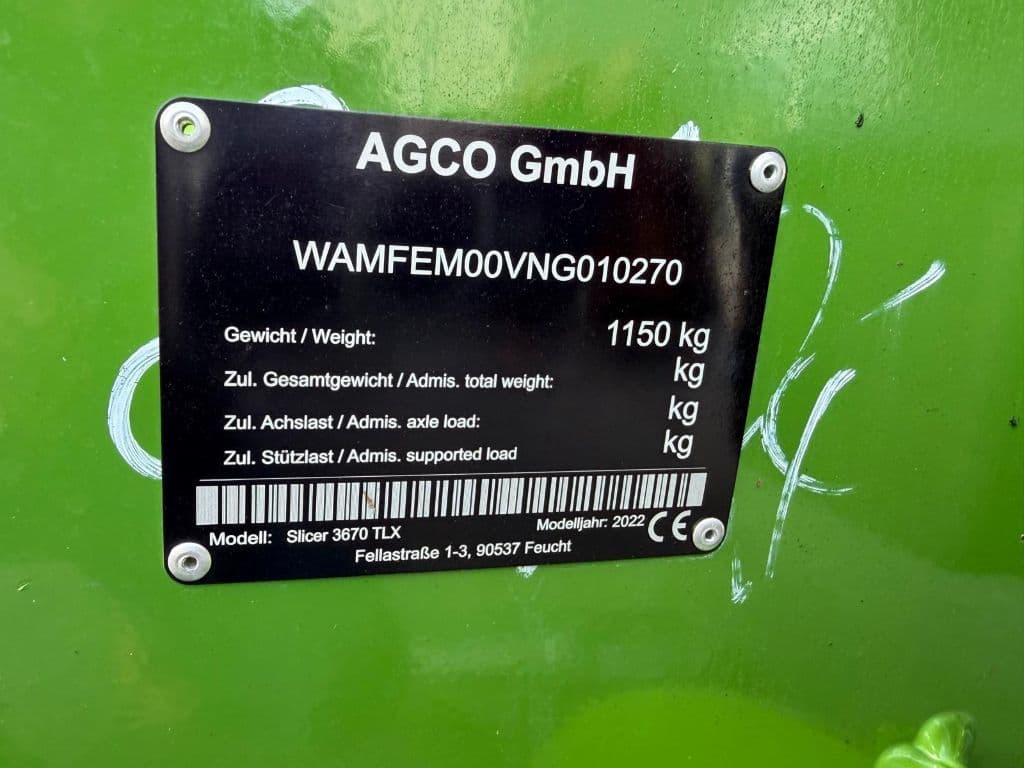 AGCO GmbH
WAMFEM00VNG010270
Gewicht / Weight: 1150 kg
Zul. Gesamtgewicht / Admis. total weight: kg
Zul. Achslast / Admis. axle load: kg
Zul. Stützlast / Admis. supported load kg
Modell: Slicer 3670 TLX Modelljahr: 2022 CE
Fellastraße 1-3, 90537 Feucht